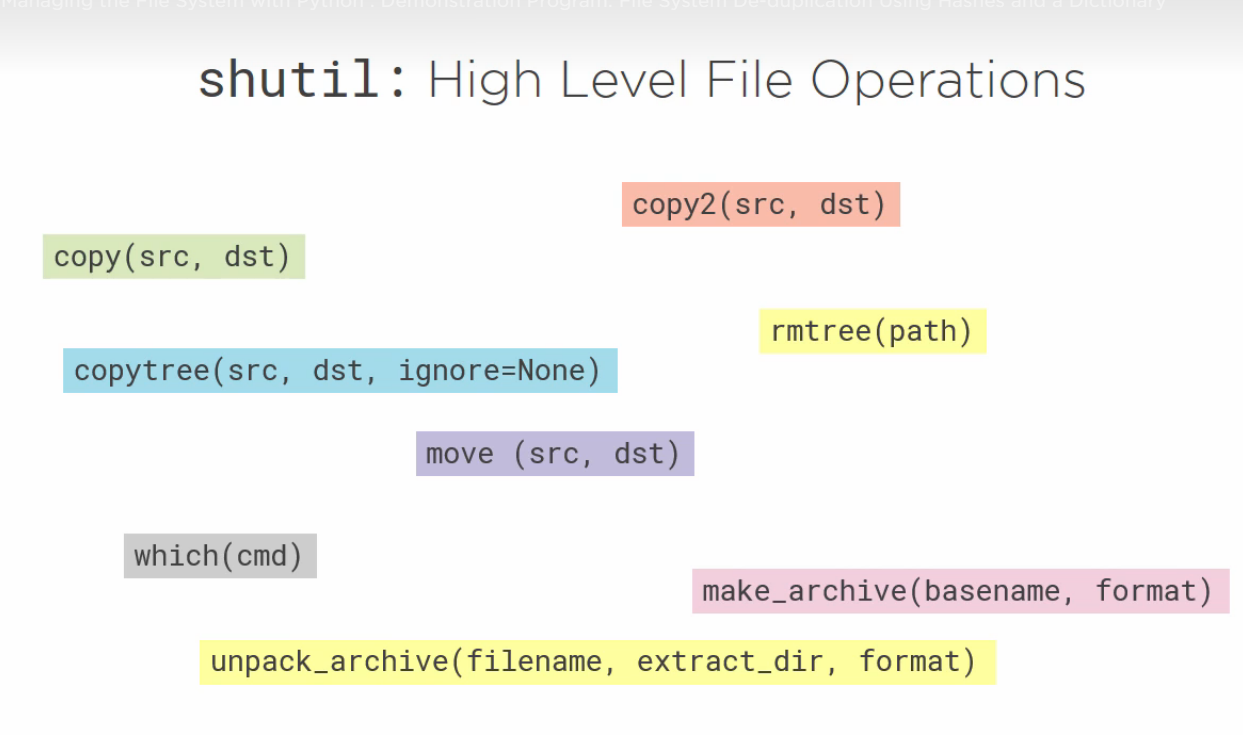 Managing the File System with Python : Demonstration Program: File System De-duplication Using Hashes and a Dictionary
shutil: High Level File Operations
copy2(src, dst)
copy(src, dst)
rmtree(path)
copytree(src, dst, ignore=None)
move (src, dst)
which(cmd)
make_archive(basename, format)
unpack_archive(filename, extract_dir, format)